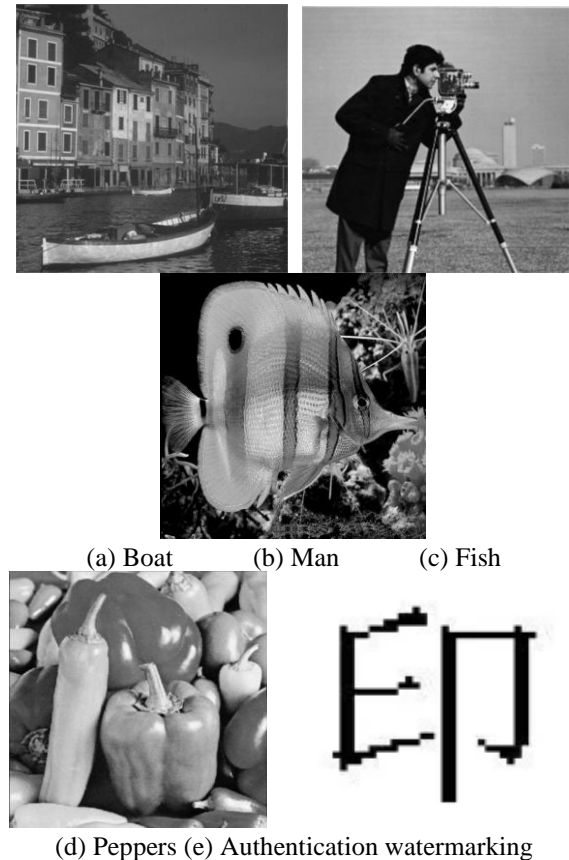 (a) Boat (b) Man (c) Fish
印
(d) Peppers (e) Authentication watermarking